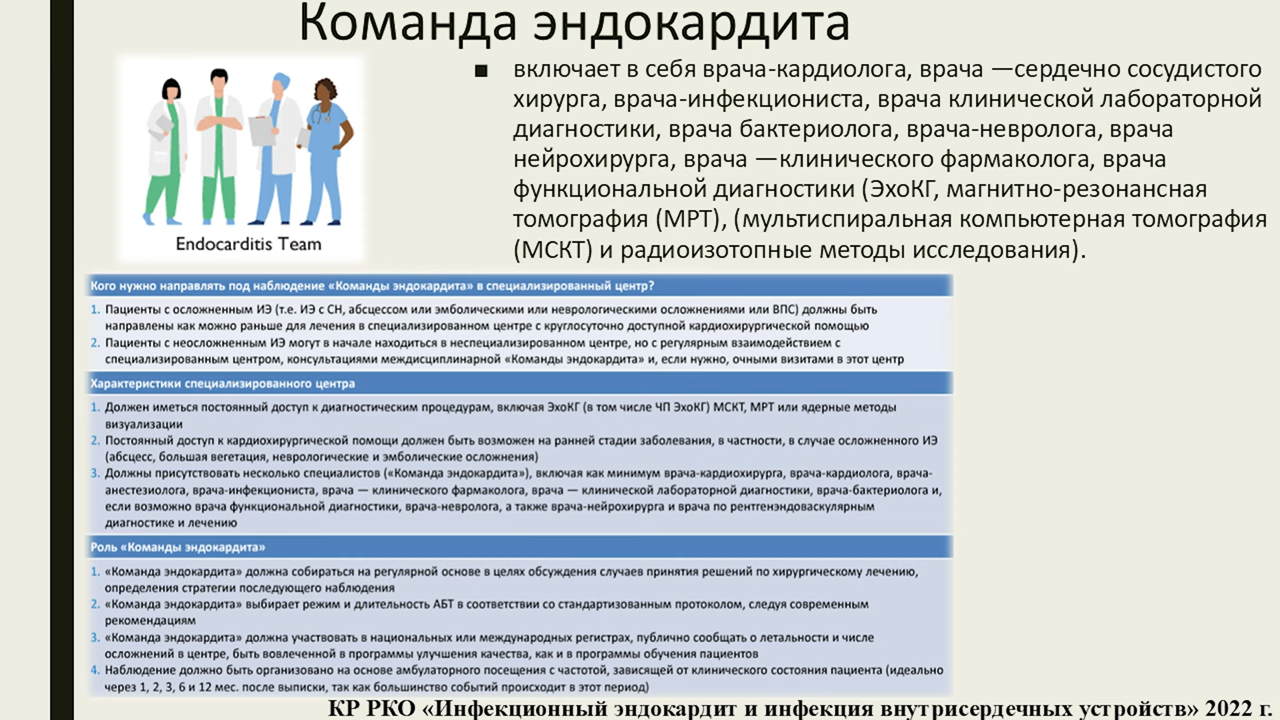 Команда эндокардита
■ включает в себя врача-кардиолога, врача —сердечно сосудистого
хирурга, врача-инфекциониста, врача клинической лабораторной
диагностики, врача бактериолога, врача-невролога, врача
нейрохирурга, врача —клинического фармаколога, врача
функциональной диагностики (ЭхоКГ, магнитно-резонансная
томография (МРТ), (мультиспиральная компьютерная томография
(МСКТ) и радиоизотопные методы исследования).
Endocarditis Team
Кого нужно направлять под наблюдение «Команды эндокардита» в специализированный центр?
1. Пациенты с осложненным ИЭ (т.е. ИЭ с СН, абсцессом или эмболическими или неврологическими осложнениями или ВПС) должны быть
направлены как можно раньше для лечения в специализированном центре с круглосуточно доступной кардиохирургической помощью
2. Пациенты с неосложненным ИЭ могут в начале находиться в неспециализированном центре, но с регулярным взаимодействием с
специализированным центром, консультациями междисциплинарной «Команды эндокардита» и, если нужно, очными визитами в этот центр
Характеристики специализированного центра
1. Должен иметься постоянный доступ к диагностическим процедурам, включая ЭхоКГ (в том числе ЧП ЭхоКГ) МСКТ, МРТ или ядерные методы
визуализации
2. Постоянный доступ к кардиохирургической помощи должен быть возможен на ранней стадии заболевания, в частности, в случае осложненного ИЭ
(абсцесс, большая вегетация, неврологические и эмболические осложнения)
3. Должны присутствовать несколько специалистов («Команда эндокардита»), включая как минимум врача-кардиохирурга, врача-кардиолога, врача-
анестезиолога, врача-инфекциониста, врача — клинического фармаколога, врача — клинической лабораторной диагностики, врача-бактериолога и,
если возможно врача функциональной диагностики, врача-невролога, а также врача-нейрохирурга и врача по рентгенэндоваскулярным
диагностике и лечению
Роль «Команды эндокардита»
1. «Команда эндокардита» должна собираться на регулярной основе в целях обсуждения случаев принятия решений по хирургическому лечению,
определения стратегии последующего наблюдения
2. «Команда эндокардита» выбирает режим и длительность АБТ в соответствии со стандартизованным протоколом, следуя современным
рекомендациям
3. «Команда эндокардита» должна участвовать в национальных или международных регистрах, публично сообщать о летальности и числе
осложнений в центре, быть вовлеченной в программы улучшения качества, как и в программы обучения пациентов
4. Наблюдение должно быть организовано на основе амбулаторного посещения с частотой, зависящей от клинического состояния пациента (идеально
через 1, 2, 3, 6 и 12 мес. после выписки, так как большинство событий происходит в этот период)
КР РКО «Инфекционный эндокардит и инфекция внутрисердечных устройств» 2022 г.